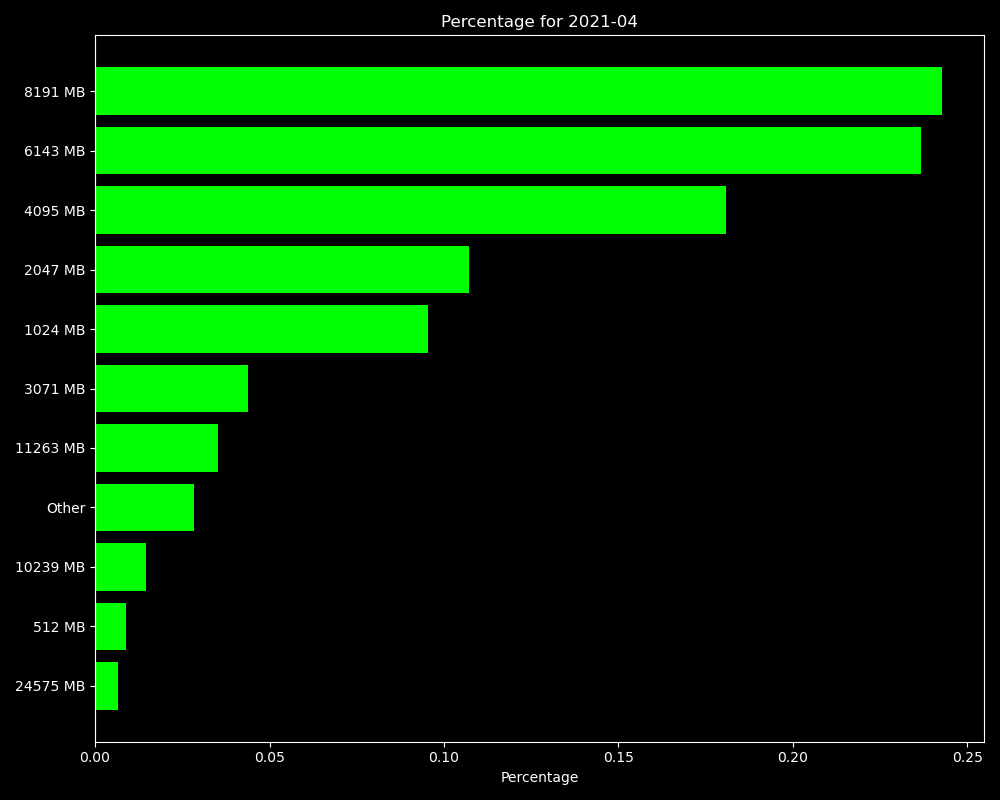 Percentage for 2021-04
8191 MB
6143 MB
4095 MB
2047 MB
1024 MB
3071 MB
11263 MB
Other
10239 MB
512 MB
24575 MB
0.00 0.05 0.10 0.15 0.20 0.25
Percentage